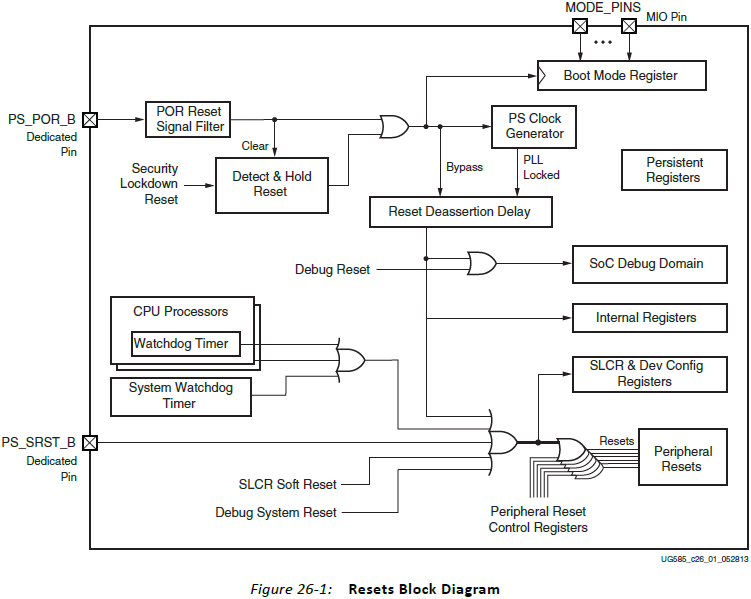 MODE_PINS
MIO Pin
Boot Mode Register
PS_POR_B
Dedicated
Pin
POR Reset
Signal Filter
Clear
PS Clock
Generator
Security
Lockdown
Reset
Detect & Hold
Reset
Bypass
PLL
Locked
Persistent
Registers
Reset Deassertion Delay
Debug Reset
SoC Debug Domain
CPU Processors
Watchdog Timer
Internal Registers
System Watchdog
Timer
SLCR & Dev Config
Registers
PS_SRST_B
Dedicated
Pin
Resets
Peripheral
Resets
SLCR Soft Reset
Debug System Reset
Peripheral Reset
Control Registers
UG585_c26_01_052813
Figure 26-1: Resets Block Diagram